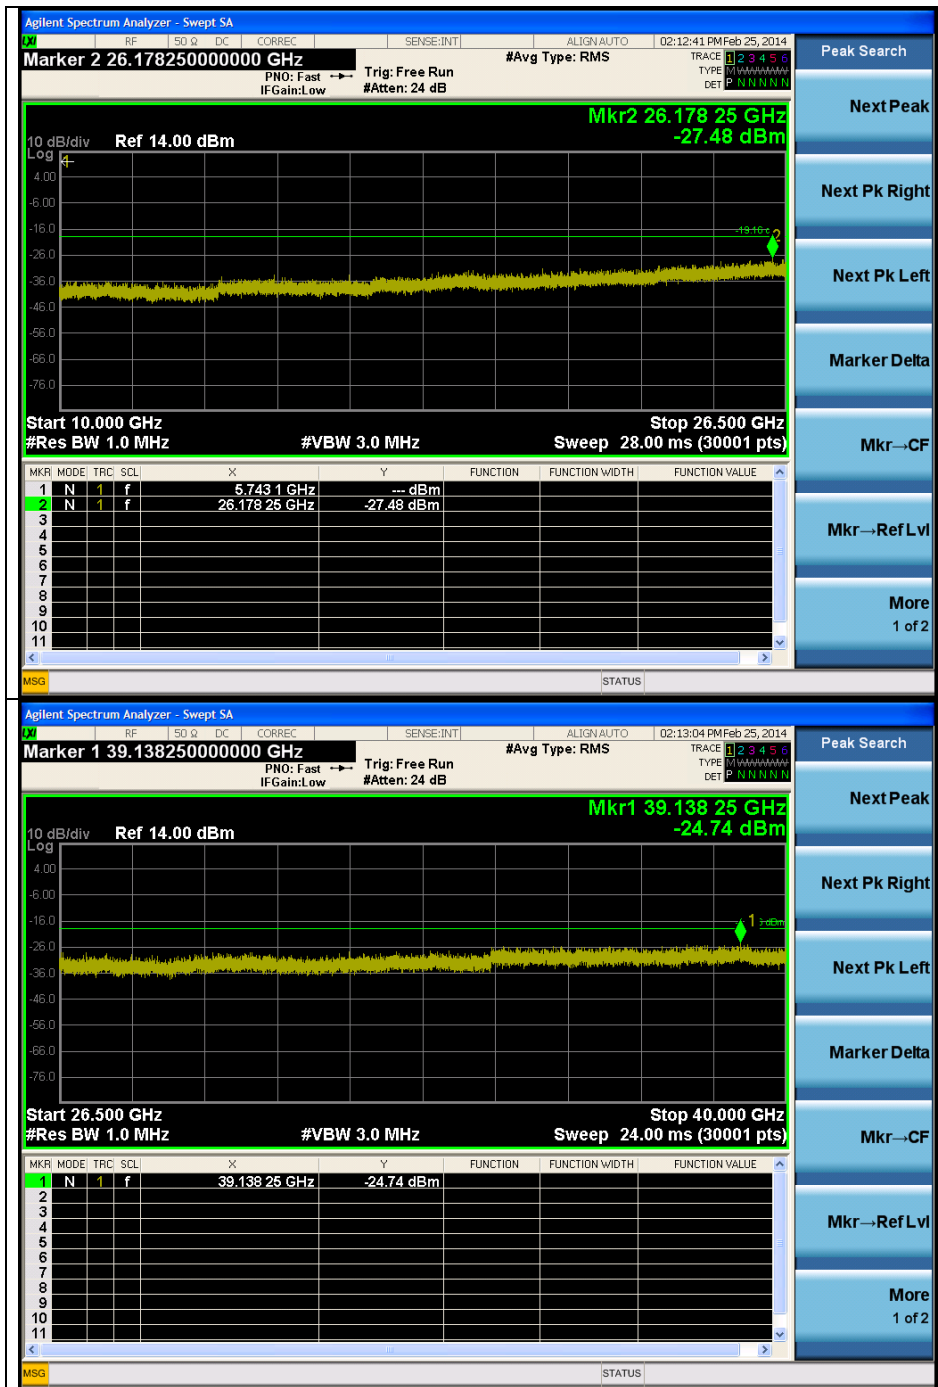 Agilent Spectrum Analyzer - Swept SA
LXI RF 50 Ω DC CORREC SENSE:INT ALIGN AUTO 02:12:41 PM Feb 25, 2014
Marker 2 26.178250000000 GHz
PNO: Fast
IFGain:Low
Trig: Free Run
#Atten: 24 dB
#Avg Type: RMS
TRACE 1 2 3 4 5 6
TYPE M
DET P N N N N N
Peak Search
Next Peak
Next Pk Right
Next Pk Left
Marker Delta
Mkr→CF
Mkr→Ref Lvl
More
1 of 2
Mkr2 26.178 25 GHz
-27.48 dBm
10 dB/div Ref 14.00 dBm
Log
1
4.00
-6.00
-16.0
-19.16
2
-26.0
-36.0
-46.0
-56.0
-66.0
-76.0
Start 10.000 GHz Stop 26.500 GHz
#Res BW 1.0 MHz #VBW 3.0 MHz Sweep 28.00 ms (30001 pts)
MKR MODE TRC SCL X Y FUNCTION FUNCTION WIDTH FUNCTION VALUE
1 N 1 f 5.743 1 GHz --- dBm
2 N 1 f 26.178 25 GHz -27.48 dBm
3
4
5
6
7
8
9
10
11
MSG STATUS
Agilent Spectrum Analyzer - Swept SA
LXI RF 50 Ω DC CORREC SENSE:INT ALIGN AUTO 02:13:04 PM Feb 25, 2014
Marker 1 39.138250000000 GHz
PNO: Fast
IFGain:Low
Trig: Free Run
#Atten: 24 dB
#Avg Type: RMS
TRACE 1 2 3 4 5 6
TYPE M
DET P N N N N N
Peak Search
Next Peak
Next Pk Right
Next Pk Left
Marker Delta
Mkr→CF
Mkr→Ref Lvl
More
1 of 2
Mkr1 39.138 25 GHz
-24.74 dBm
10 dB/div Ref 14.00 dBm
Log
4.00
-6.00
-16.0
1
dBm
-26.0
-36.0
-46.0
-56.0
-66.0
-76.0
Start 26.500 GHz Stop 40.000 GHz
#Res BW 1.0 MHz #VBW 3.0 MHz Sweep 24.00 ms (30001 pts)
MKR MODE TRC SCL X Y FUNCTION FUNCTION WIDTH FUNCTION VALUE
1 N 1 f 39.138 25 GHz -24.74 dBm
2
3
4
5
6
7
8
9
10
11
MSG STATUS